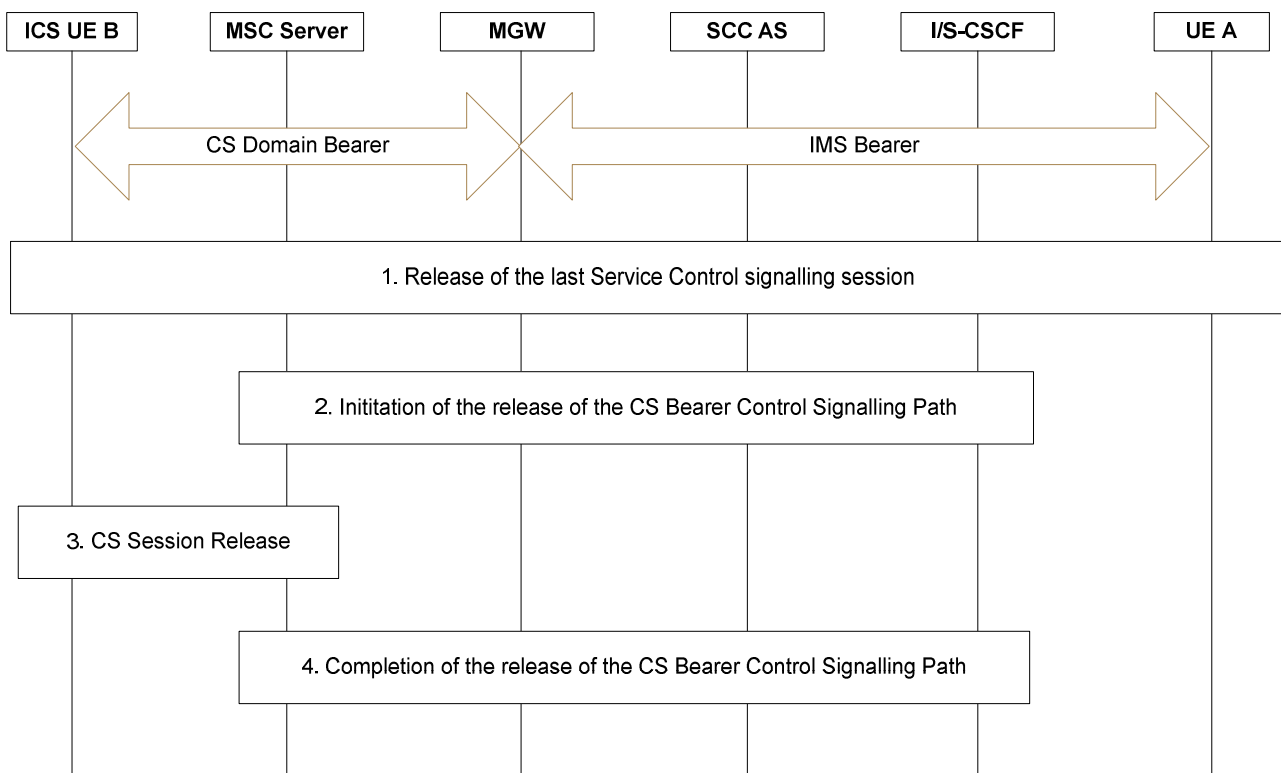 ICS UE B
MSC Server
MGW
SCC AS
I/S-CSCF
UE A
CS Domain Bearer
IMS Bearer
1. Release of the last Service Control signalling session
2. Inititation of the release of the CS Bearer Control Signalling Path
3. CS Session Release
4. Completion of the release of the CS Bearer Control Signalling Path